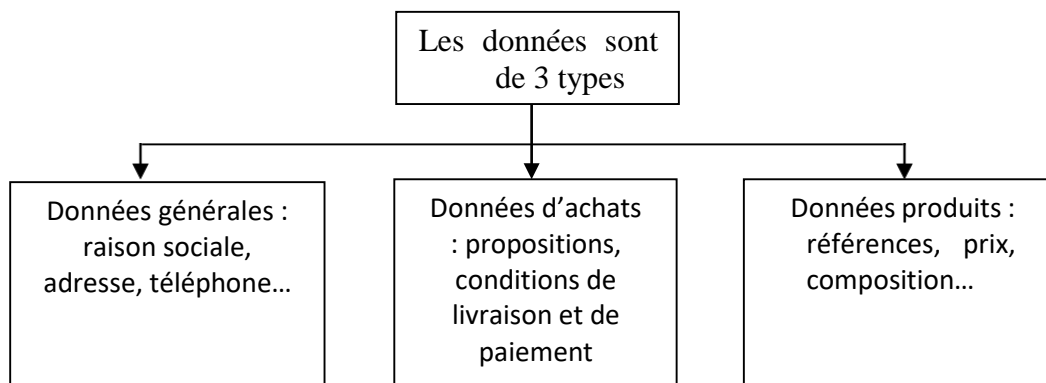 Les données sont
de 3 types
Données générales :
raison sociale,
adresse, téléphone…
Données d’achats
: propositions,
conditions de
livraison et de
paiement
Données produits :
références, prix,
composition…